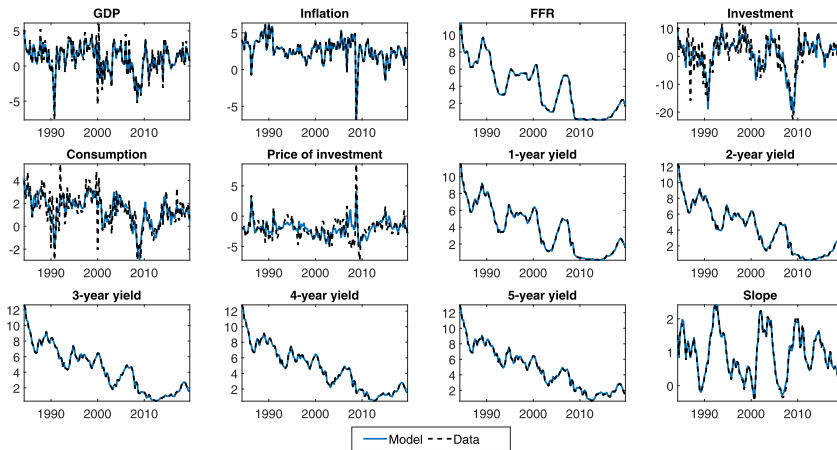 GDP Inflation FFR Investment
5 0 -5
5 0 -5
10 8 6 4 2
10 0 -10 -20
1990 2000 2010 1990 2000 2010 1990 2000 2010 1990 2000 2010
Consumption Price of investment 1-year yield 2-year yield
4 2 0 -2
5 0 -5
10 8 6 4 2
12 10 8 6 4 2
1990 2000 2010 1990 2000 2010 1990 2000 2010 1990 2000 2010
3-year yield 4-year yield 5-year yield Slope
12 10 8 6 4 2
12 10 8 6 4 2
12 10 8 6 4 2
2 1 0
1990 2000 2010 1990 2000 2010 1990 2000 2010 1990 2000 2010
Model Data